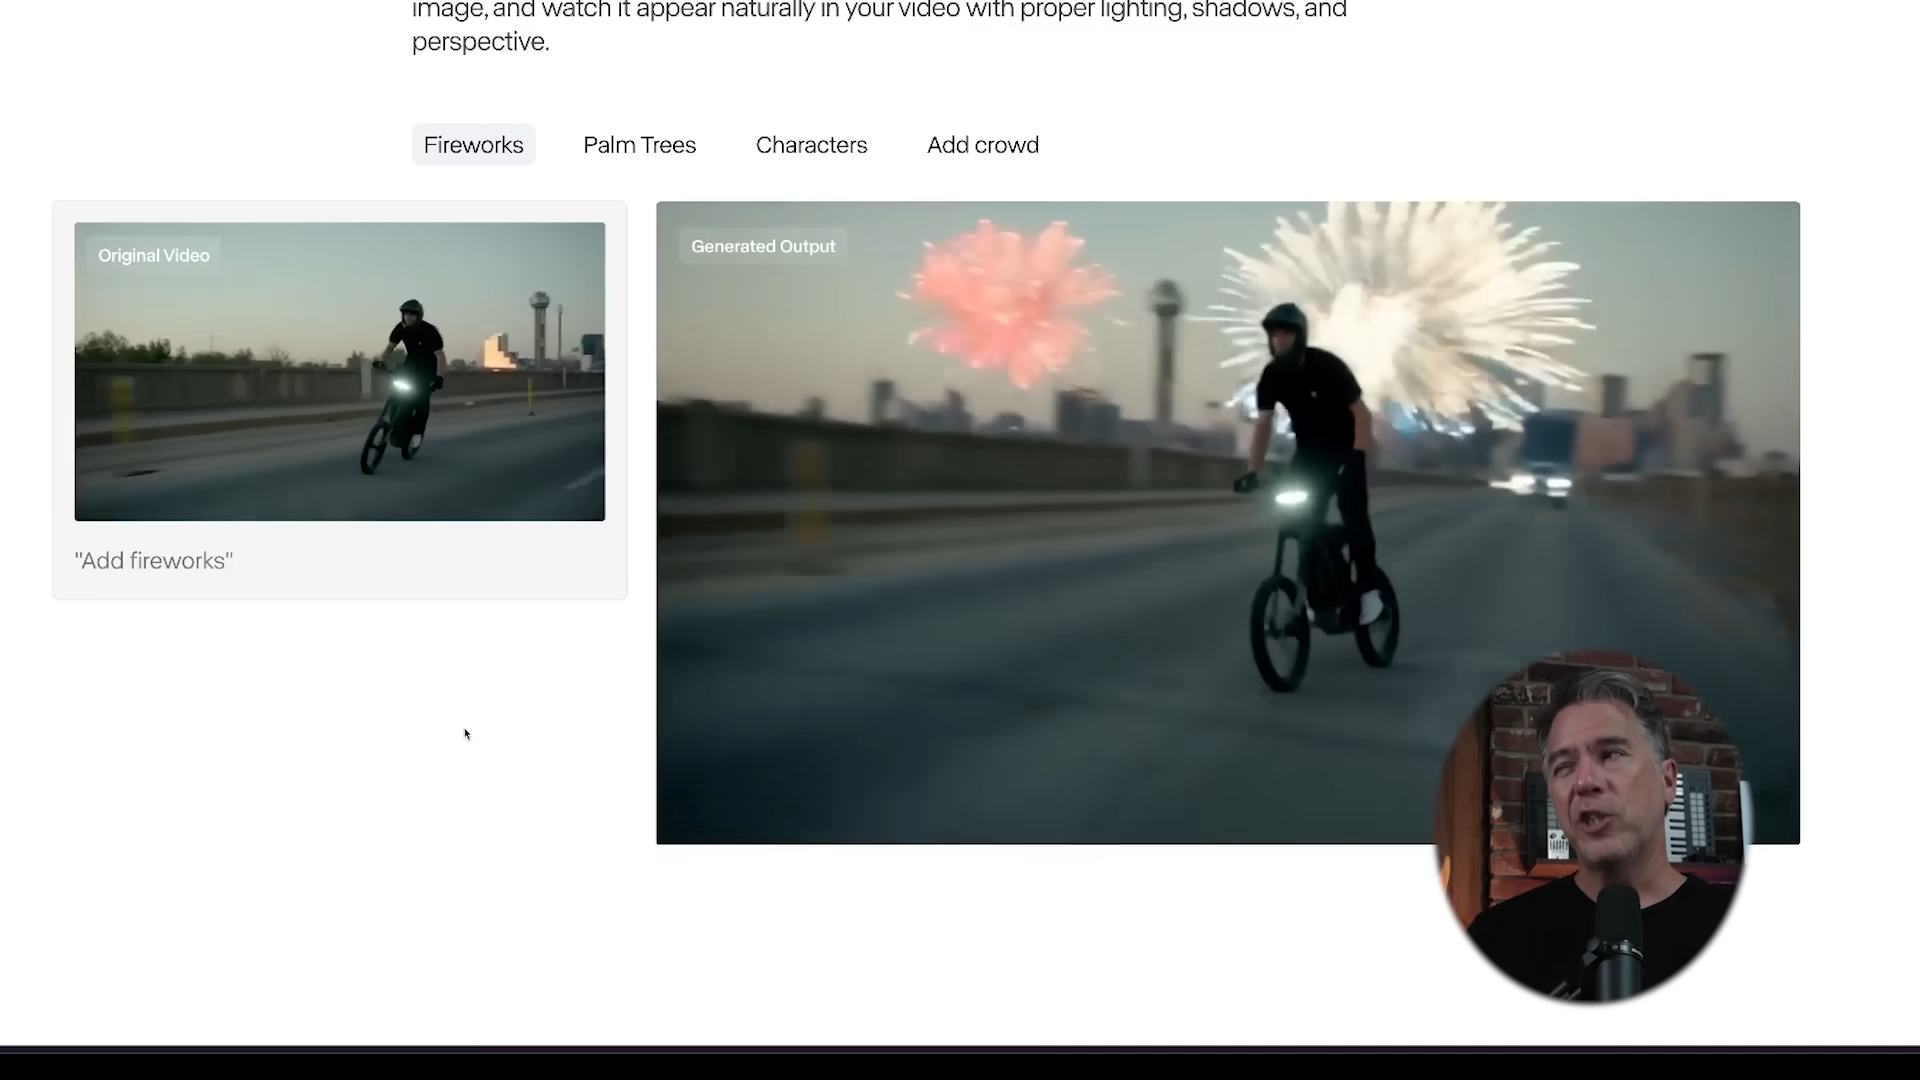 image, and watch it appear naturally in your video with proper lighting, shadows, and
perspective.
Fireworks
Palm Trees
Characters
Add crowd
Original Video
Generated Output
"Add fireworks"